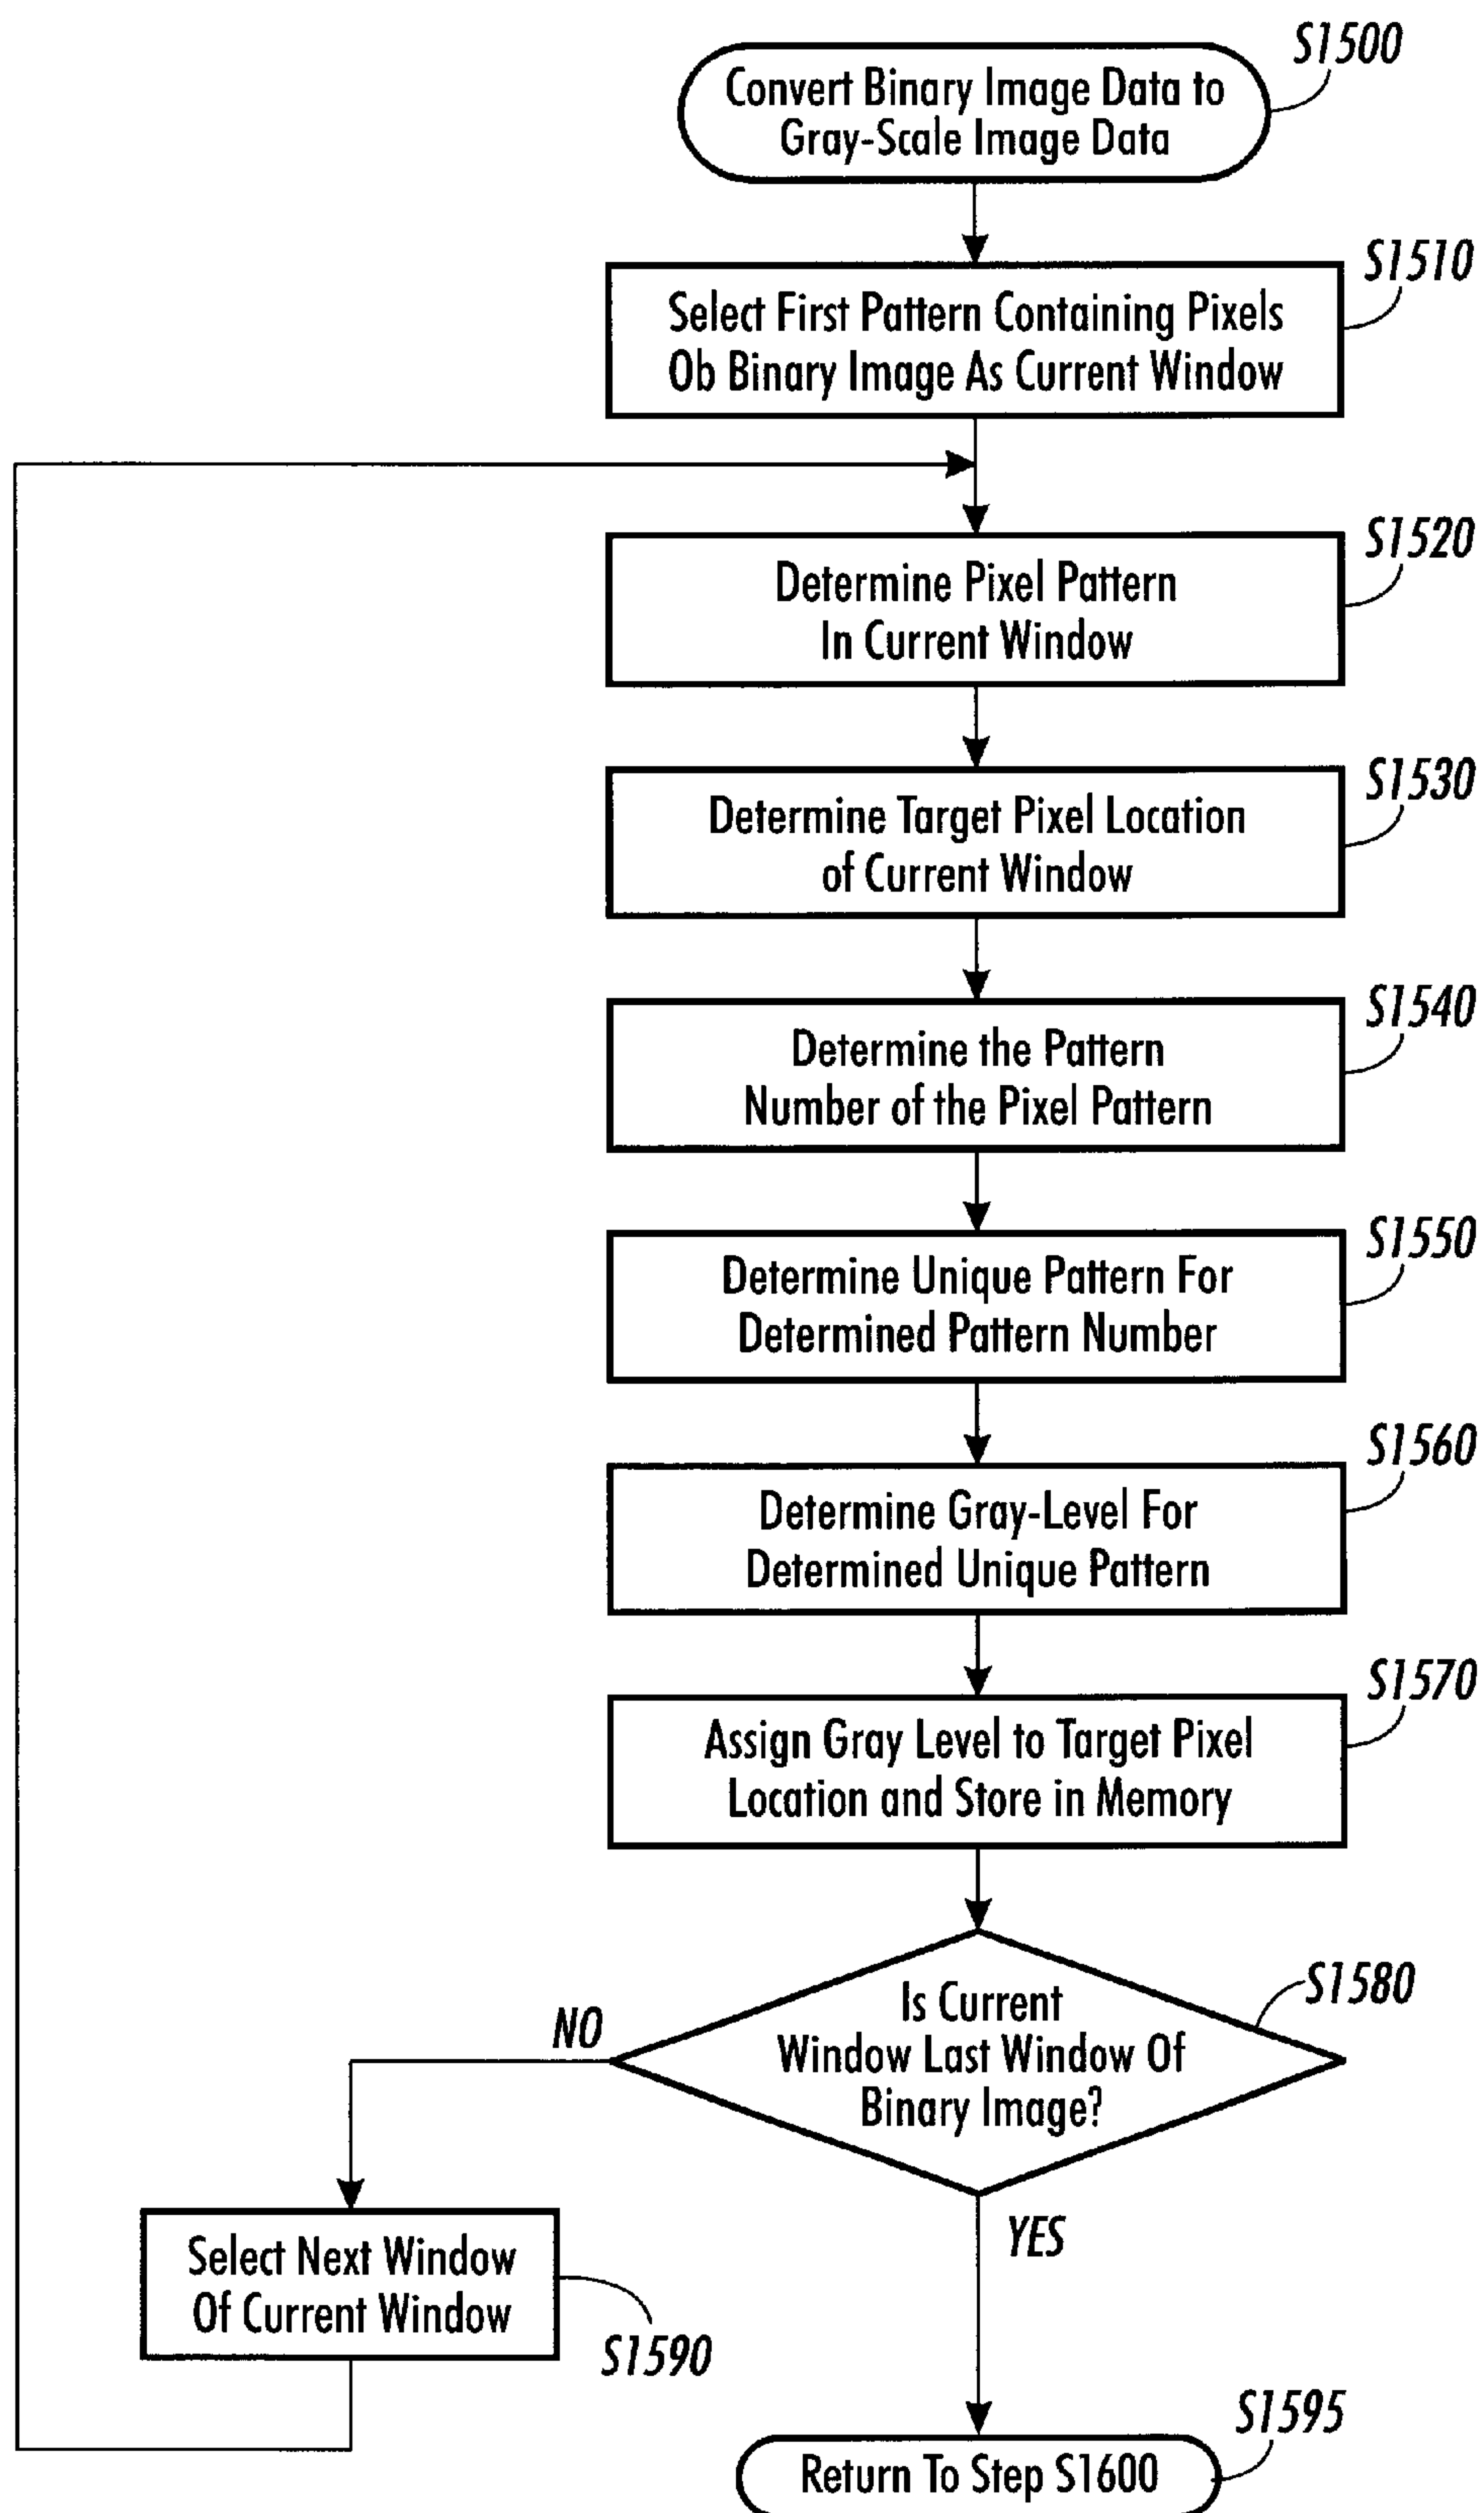 S1500
Convert Binary Image Data to
Gray-Scale Image Data
S1510
Select First Pattern Containing Pixels
Ob Binary Image As Current Window
S1520
Determine Pixel Pattern
In Current Window
S1530
Determine Target Pixel Location
of Current Window
S1540
Determine the Pattern
Number of the Pixel Pattern
S1550
Determine Unique Pattern For
Determined Pattern Number
S1560
Determine Gray-Level For
Determined Unique Pattern
S1570
Assign Gray Level to Target Pixel
Location and Store in Memory
S1580
Is Current
Window Last Window Of
Binary Image?
NO
YES
Select Next Window
Of Current Window
S1590
S1595
Return To Step S1600